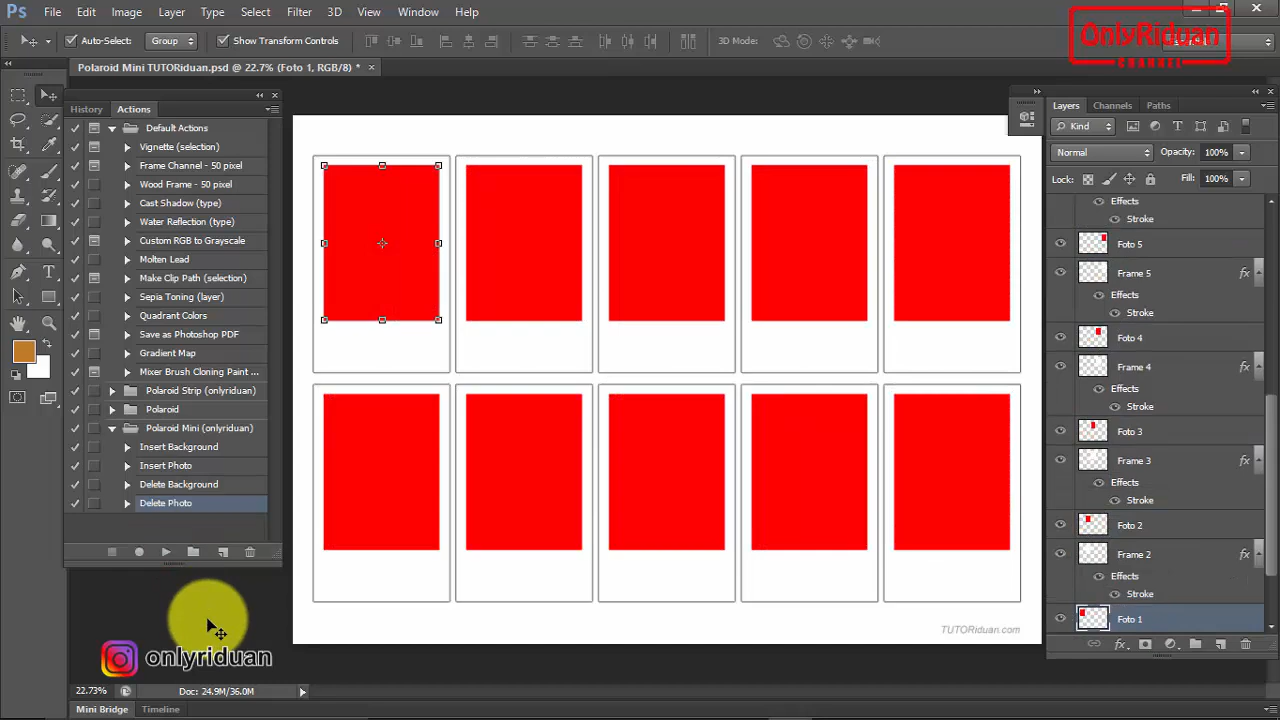 Ps File Edit Image Layer Type Select Filter 3D View Window Help
OnlyRiduan
CHANNEL
Auto-Select: Group Show Transform Controls 3D Mode:
Polaroid Mini TUTORiduan.psd @ 22.7% (Foto 1, RGB/8) * ×
History Actions
Default Actions
Vignette (selection)
Frame Channel - 50 pixel
Wood Frame - 50 pixel
Cast Shadow (type)
Water Reflection (type)
Custom RGB to Grayscale
Molten Lead
Make Clip Path (selection)
Sepia Toning (layer)
Quadrant Colors
Save as Photoshop PDF
Gradient Map
Mixer Brush Cloning Paint ...
Polaroid Strip (onlyriduan)
Polaroid
Polaroid Mini (onlyriduan)
Insert Background
Insert Photo
Delete Background
Delete Photo
TUTORiduan.com
Layers Channels Paths
Kind
Normal Opacity: 100%
Lock: Fill: 100%
Effects
Stroke
Foto 5
Frame 5 fx
Effects
Stroke
Foto 4
Frame 4 fx
Effects
Stroke
Foto 3
Frame 3 fx
Effects
Stroke
Foto 2
Frame 2 fx
Effects
Stroke
Foto 1
fx
onlyriduan
22.73% Doc: 24.9M/36.0M
Mini Bridge Timeline